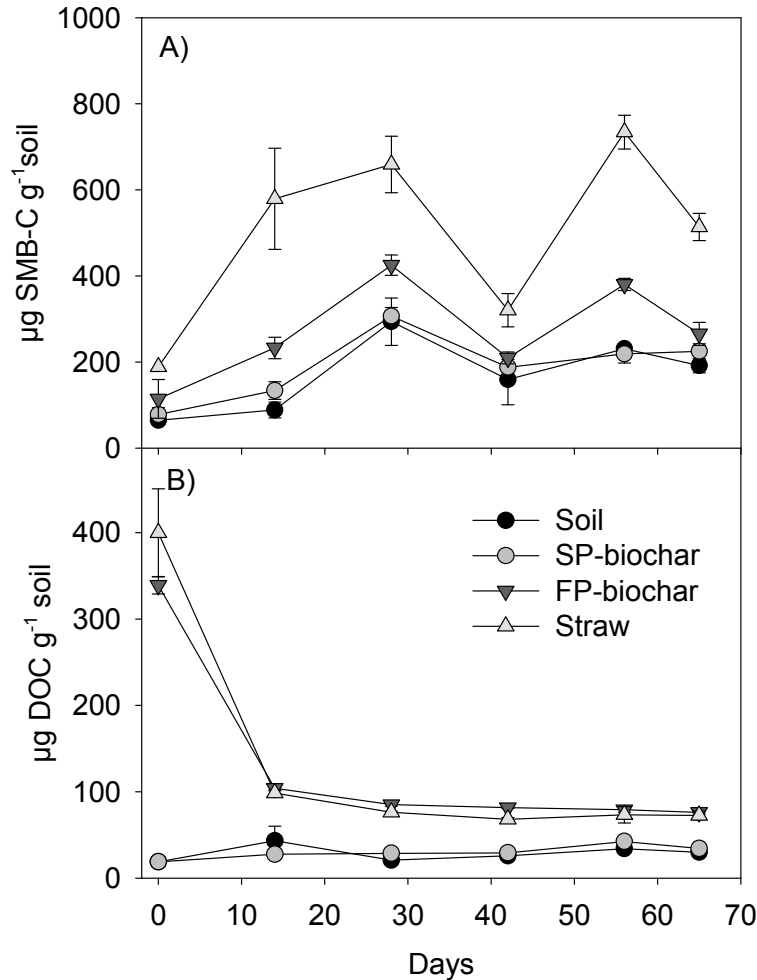 1000
A)
800
600
400
200
0
µg SMB-C g⁻¹soil
B)
400
300
200
100
0
µg DOC g⁻¹ soil
Soil
SP-biochar
FP-biochar
Straw
0 10 20 30 40 50 60 70
Days